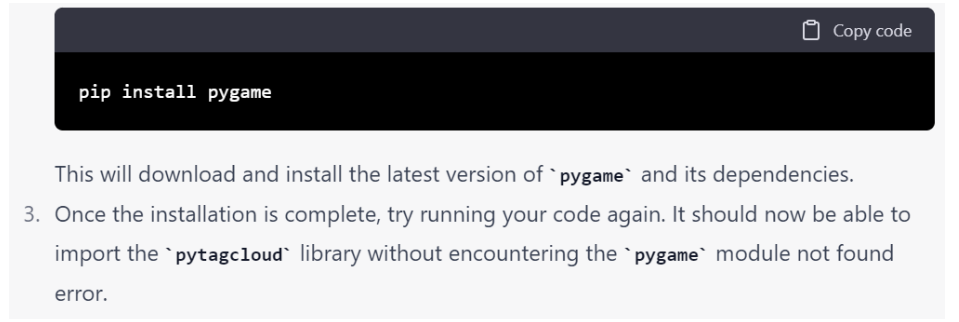 Copy code
pip install pygame
This will download and install the latest version of `pygame` and its dependencies.
3. Once the installation is complete, try running your code again. It should now be able to
import the `pytagcloud` library without encountering the `pygame` module not found
error.